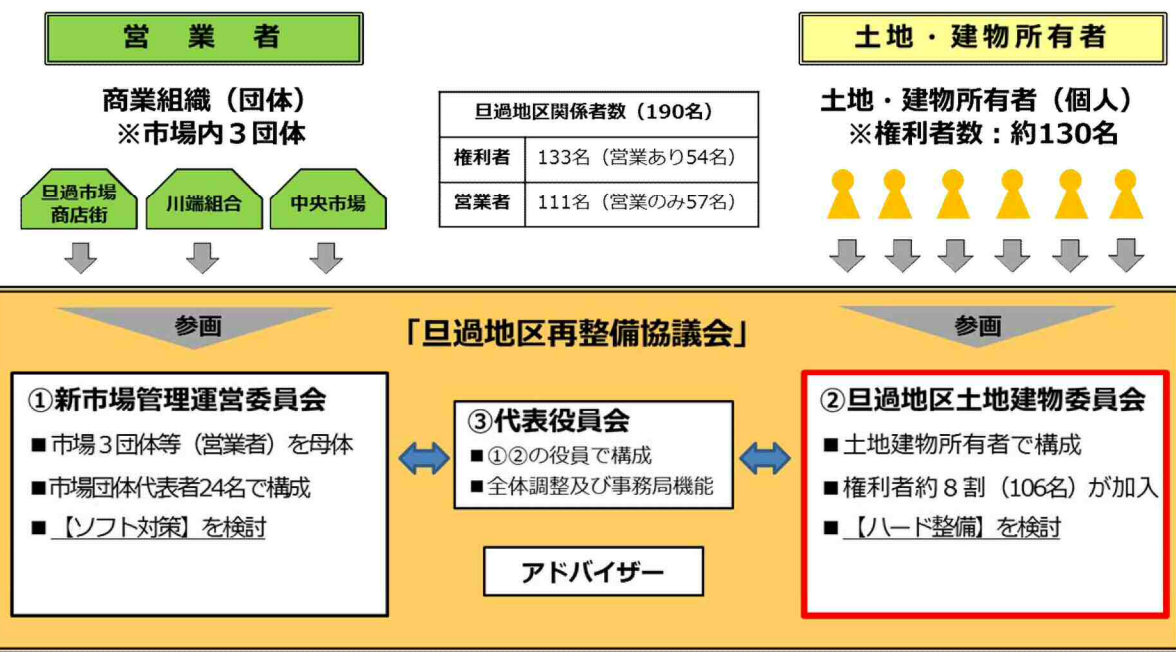 営業者
土地・建物所有者
商業組織（団体）
※市場内３団体
旦過市場
商店街
川端組合
中央市場
旦過地区関係者数（190名）
権利者 133名（営業あり54名）
営業者 111名（営業のみ57名）
土地・建物所有者（個人）
※権利者数：約130名
参画
「旦過地区再整備協議会」
参画
①新市場管理運営委員会
■市場３団体等（営業者）を母体
■市場団体代表者24名で構成
■【ソフト対策】を検討
③代表役員会
■①②の役員で構成
■全体調整及び事務局機能
アドバイザー
②旦過地区土地建物委員会
■土地建物所有者で構成
■権利者約８割（106名）が加入
■【ハード整備】を検討